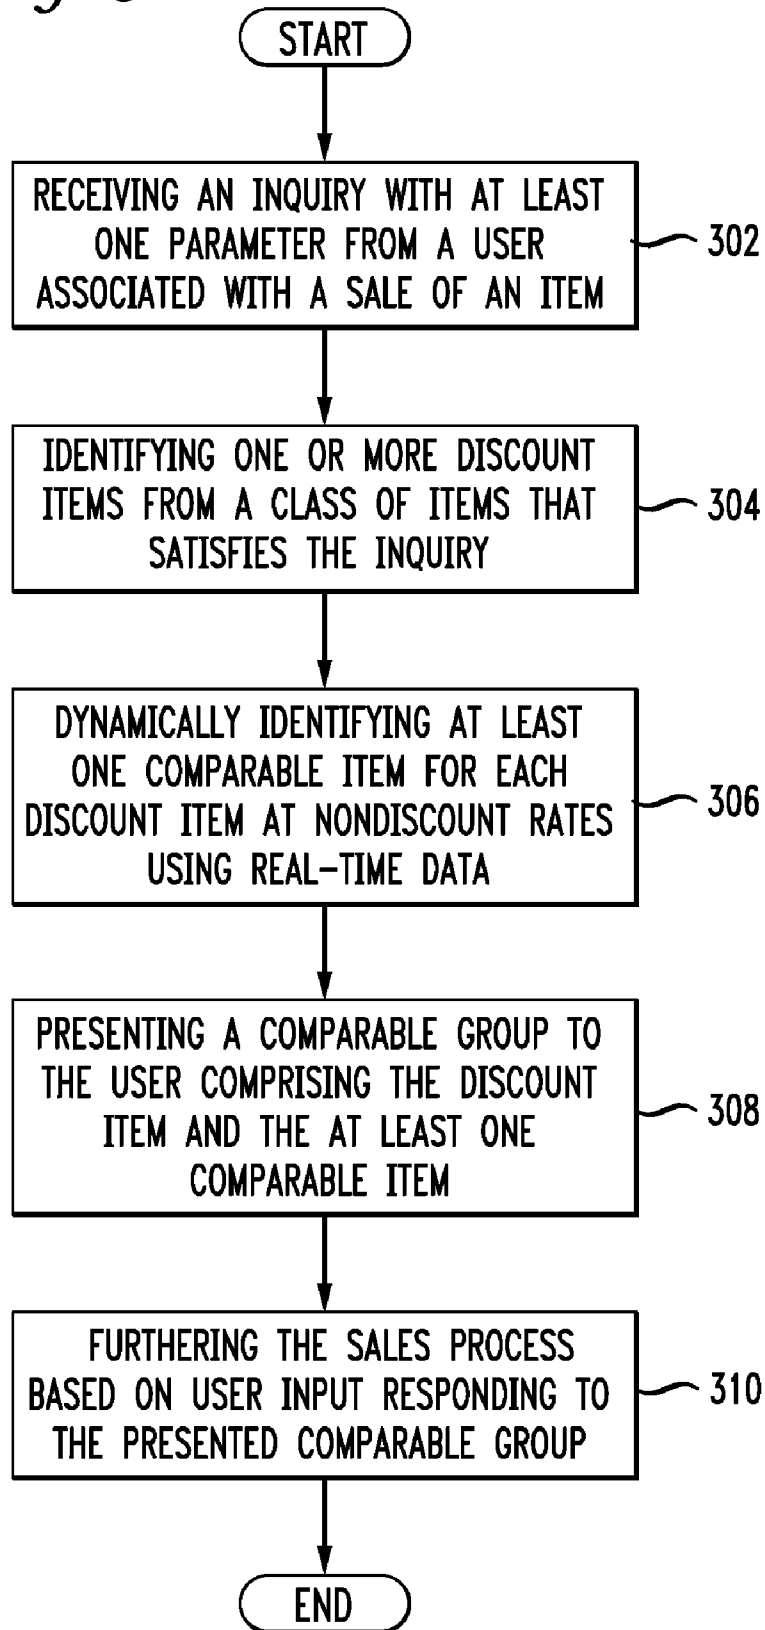 START
RECEIVING AN INQUIRY WITH AT LEAST
ONE PARAMETER FROM A USER
ASSOCIATED WITH A SALE OF AN ITEM
302
IDENTIFYING ONE OR MORE DISCOUNT
ITEMS FROM A CLASS OF ITEMS THAT
SATISFIES THE INQUIRY
304
DYNAMICALLY IDENTIFYING AT LEAST
ONE COMPARABLE ITEM FOR EACH
DISCOUNT ITEM AT NONDISCOUNT RATES
USING REAL-TIME DATA
306
PRESENTING A COMPARABLE GROUP TO
THE USER COMPRISING THE DISCOUNT
ITEM AND THE AT LEAST ONE
COMPARABLE ITEM
308
FURTHERING THE SALES PROCESS
BASED ON USER INPUT RESPONDING TO
THE PRESENTED COMPARABLE GROUP
310
END